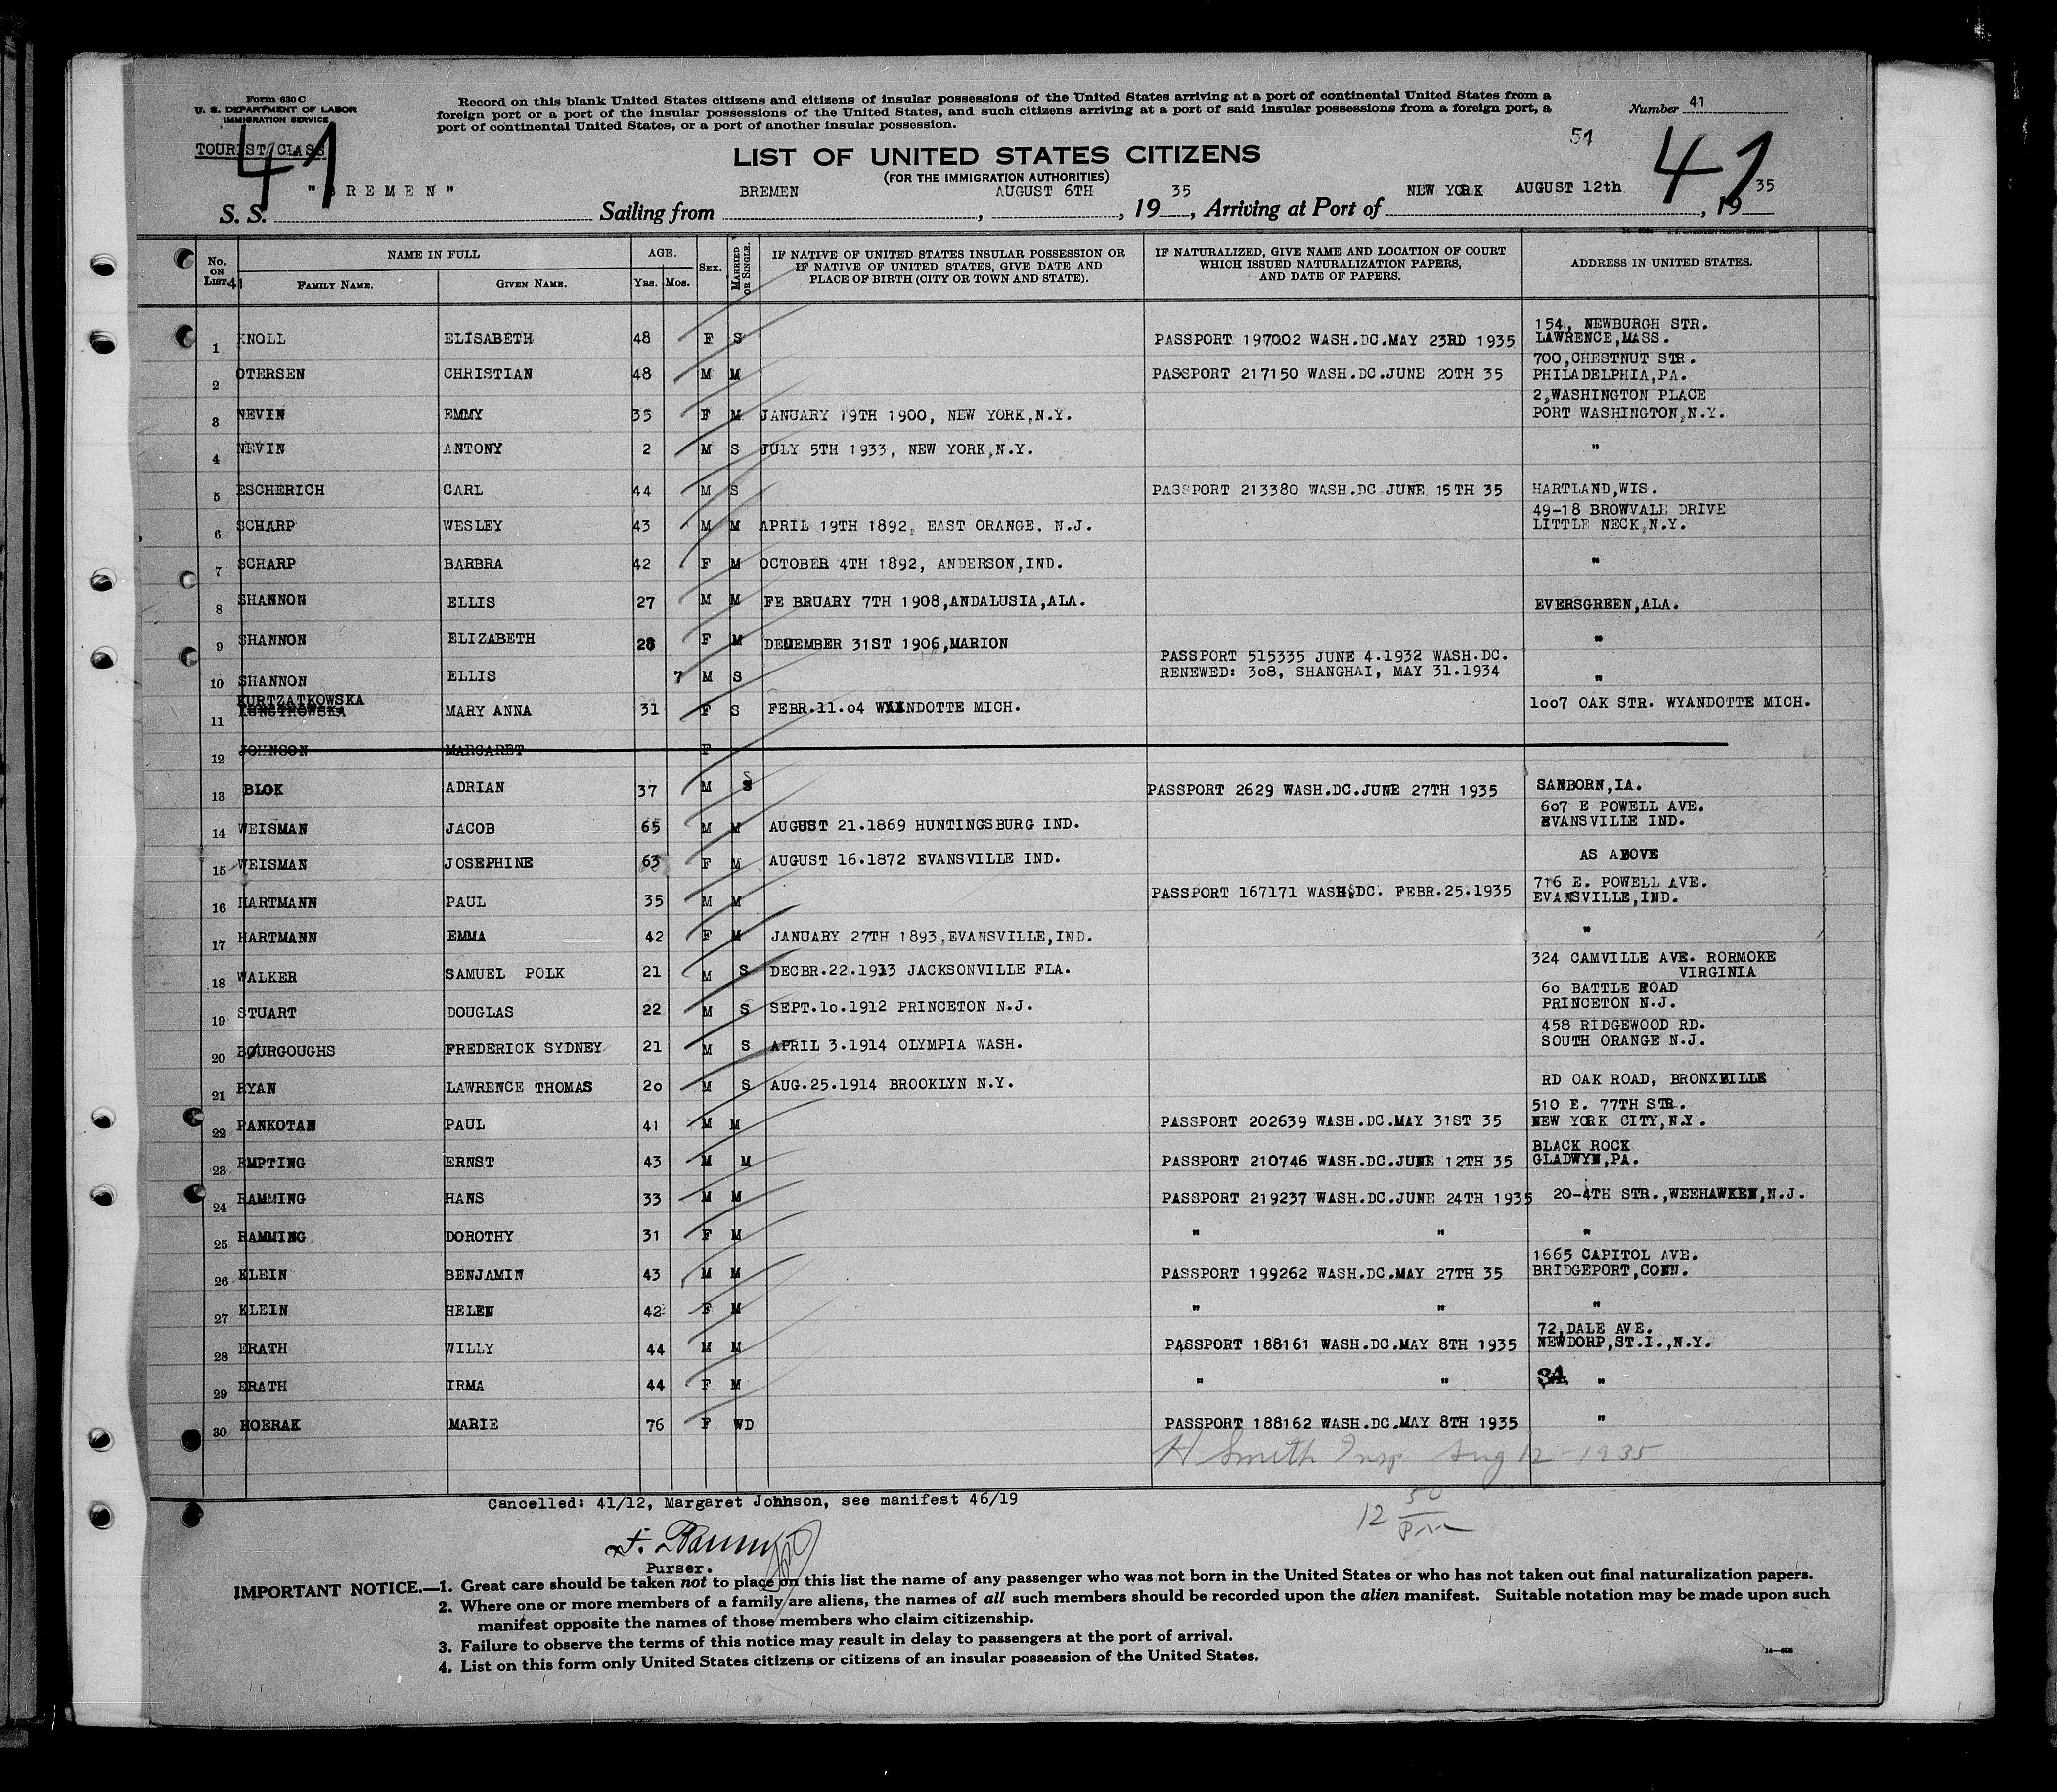 Form 630 C
U. S. DEPARTMENT OF LABOR
IMMIGRATION SERVICE
TOURIST CLASS
41
Record on this blank United States citizens and citizens of insular possessions of the United States arriving at a port of continental United States from a
foreign port or a port of the insular possessions of the United States, and such citizens arriving at a port of said insular possessions from a foreign port, a
port of continental United States, or a port of another insular possession.
Number 41
51
41
LIST OF UNITED STATES CITIZENS
(FOR THE IMMIGRATION AUTHORITIES)
S. S. "BREMEN" Sailing from BREMEN, AUGUST 6TH, 1935, Arriving at Port of NEW YORK AUGUST 12th, 1935
No. ON LIST 41 NAME IN FULL FAMILY NAME. GIVEN NAME. AGE. YRS. MOS. SEX. MARRIED OR SINGLE. IF NATIVE OF UNITED STATES INSULAR POSSESSION OR IF NATIVE OF UNITED STATES, GIVE DATE AND PLACE OF BIRTH (CITY OR TOWN AND STATE). IF NATURALIZED, GIVE NAME AND LOCATION OF COURT WHICH ISSUED NATURALIZATION PAPERS, AND DATE OF PAPERS. ADDRESS IN UNITED STATES.
1 KNOLL ELISABETH 48 F S PASSPORT 197002 WASH.DC.MAY 23RD 1935 154, NEWBURGH STR. LAWRENCE,MASS.
2 OTERSEN CHRISTIAN 48 M M PASSPORT 217150 WASH.DC.JUNE 20TH 35 700,CHESTNUT STR. PHILADELPHIA,PA.
3 NEVIN EMMY 35 F M JANUARY 19TH 1900, NEW YORK,N.Y. 2,WASHINGTON PLACE PORT WASHINGTON,N.Y.
4 NEVIN ANTONY 2 M S JULY 5TH 1933, NEW YORK,N.Y. "
5 ESCHERICH CARL 44 M S PASSPORT 213380 WASH.DC JUNE 15TH 35 HARTLAND,WIS.
6 SCHARP WESLEY 43 M M APRIL 19TH 1892, EAST ORANGE, N.J. 49-18 BROWVALE DRIVE LITTLE NECK,N.Y.
7 SCHARP BARBRA 42 F M OCTOBER 4TH 1892, ANDERSON,IND. "
8 SHANNON ELLIS 27 M M FE BRUARY 7TH 1908,ANDALUSIA,ALA. EVERSGREEN,ALA.
9 SHANNON ELIZABETH 28 F M DEMEMBER 31ST 1906,MARION "
10 SHANNON ELLIS 7 M S PASSPORT 515335 JUNE 4.1932 WASH.DC. RENEWED: 308, SHANGHAI, MAY 31.1934 "
11 KURTZATKOWSKA MARY ANNA 31 F S FEBR.11.04 WYANDOTTE MICH. 1007 OAK STR. WYANDOTTE MICH.
12 JOHNSON MARGARET F
13 BLOK ADRIAN 37 M S PASSPORT 2629 WASH.DC.JUNE 27TH 1935 SANBORN,IA.
14 WEISMAN JACOB 65 M M AUGUST 21.1869 HUNTINGSBURG IND. 607 E POWELL AVE. EVANSVILLE IND.
15 WEISMAN JOSEPHINE 63 F M AUGUST 16.1872 EVANSVILLE IND. AS ABOVE
16 HARTMANN PAUL 35 M M PASSPORT 167171 WASH.DC. FEBR.25.1935 716 E. POWELL AVE. EVANSVILLE,IND.
17 HARTMANN EMMA 42 F M JANUARY 27TH 1893,EVANSVILLE,IND. "
18 WALKER SAMUEL POLK 21 M S DECBR.22.1913 JACKSONVILLE FLA. 324 CAMVILLE AVE. RORMOKE VIRGINIA
19 STUART DOUGLAS 22 M S SEPT.10.1912 PRINCETON N.J. 60 BATTLE ROAD PRINCETON N.J.
20 BOURGOUGHS FREDERICK SYDNEY 21 M S APRIL 3.1914 OLYMPIA WASH. 458 RIDGEWOOD RD. SOUTH ORANGE N.J.
21 RYAN LAWRENCE THOMAS 20 M S AUG.25.1914 BROOKLYN N.Y. RD OAK ROAD, BRONXVILLE
22 PANKOTAN PAUL 41 M M PASSPORT 202639 WASH.DC.MAY 31ST 35 510 E. 77TH STR. NEW YORK CITY,N.Y.
23 EMPTING ERNST 43 M M PASSPORT 210746 WASH.DC.JUNE 12TH 35 BLACK ROCK GLADWYN,PA.
24 RAMMING HANS 33 M M PASSPORT 219237 WASH.DC.JUNE 24TH 1935 20-4TH STR.,WEEHAWKEN,N.J.
25 RAMMING DOROTHY 31 F M " " "
26 KLEIN BENJAMIN 43 M M PASSPORT 199262 WASH.DC.MAY 27TH 35 1665 CAPITOL AVE. BRIDGEPORT,CONN.
27 KLEIN HELEN 42 F M " " "
28 ERATH WILLY 44 M M PASSPORT 188161 WASH.DC.MAY 8TH 1935 72,DALE AVE. NEWDORP,ST.I.,N.Y.
29 ERATH IRMA 44 F M " " "
30 HOERAK MARIE 76 F WD PASSPORT 188162 WASH.DC.MAY 8TH 1935 "
H Smith Insp Aug 12-1935
Cancelled: 41/12, Margaret Johnson, see manifest 46/19
12 50 PM
Purser.
IMPORTANT NOTICE.—1. Great care should be taken not to place on this list the name of any passenger who was not born in the United States or who has not taken out final naturalization papers.
2. Where one or more members of a family are aliens, the names of all such members should be recorded upon the alien manifest. Suitable notation may be made upon such
manifest opposite the names of those members who claim citizenship.
3. Failure to observe the terms of this notice may result in delay to passengers at the port of arrival.
4. List on this form only United States citizens or citizens of an insular possession of the United States.